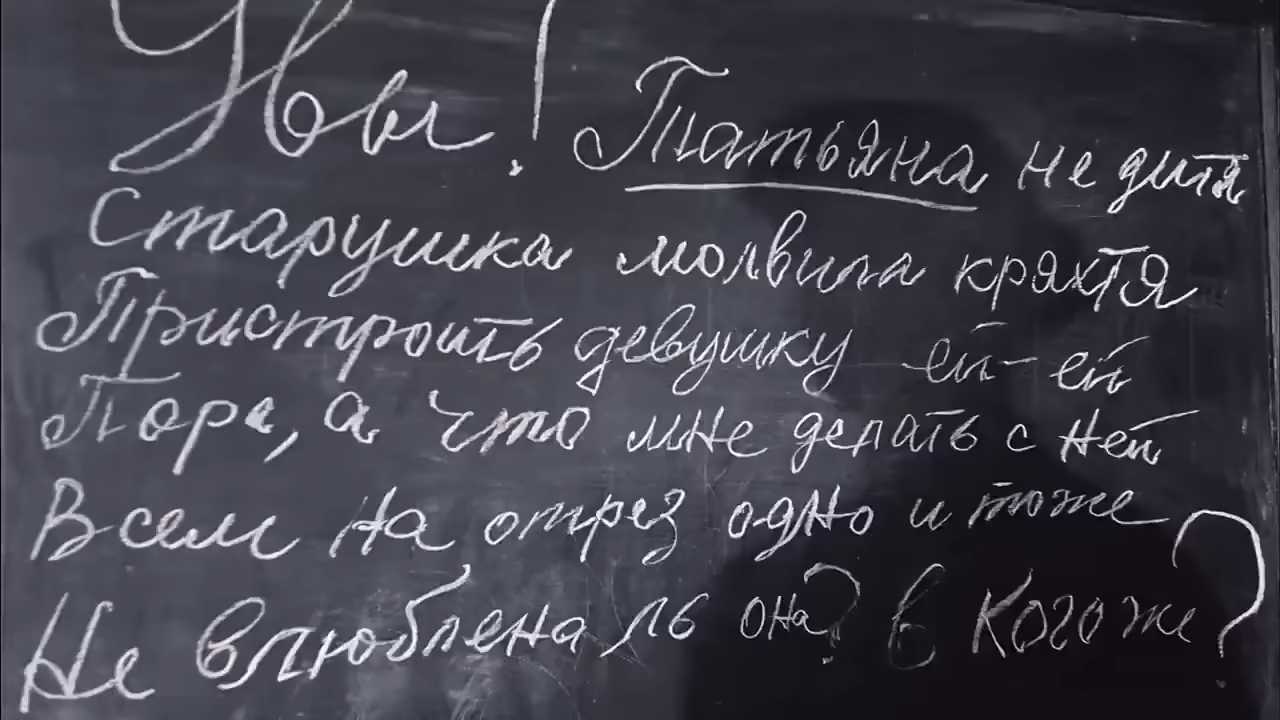 Увы! Татьяна не дитя
Старушка молвила кряхтя
Пристроить девушку ей-ей
Пора, а что мне делать с ней
Всем на отрез одно и тоже
Не влюблена ль она? в Кого же?